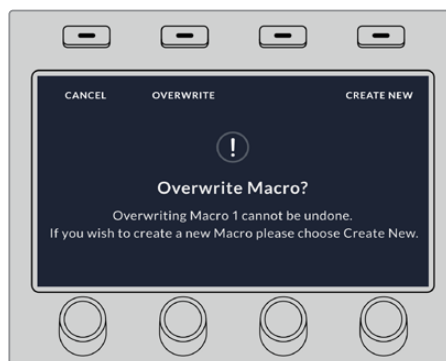 CANCEL OVERWRITE CREATE NEW
!
Overwrite Macro?
Overwriting Macro 1 cannot be undone.
If you wish to create a new Macro please choose Create New.